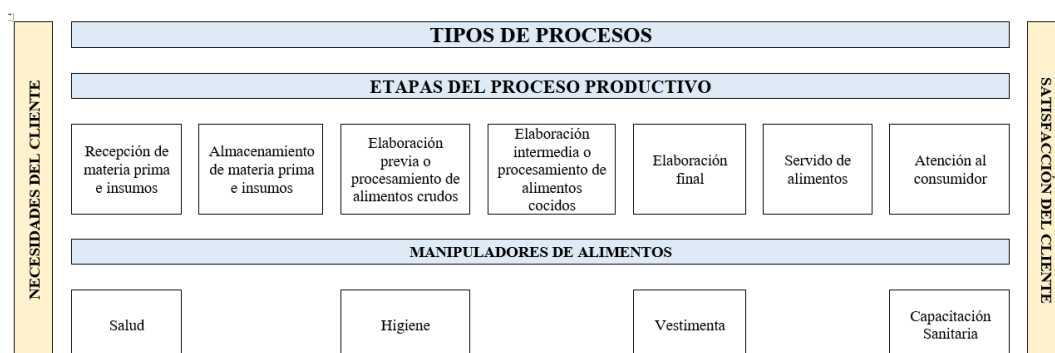 NECESIDADES DEL CLIENTE
TIPOS DE PROCESOS
ETAPAS DEL PROCESO PRODUCTIVO
Recepción de
materia prima
e insumos
Almacenamiento
de materia prima
e insumos
Elaboración
previa o
procesamiento de
alimentos crudos
Elaboración
intermedia o
procesamiento de
alimentos
cocidos
Elaboración
final
Servido de
alimentos
Atención al
consumidor
MANIPULADORES DE ALIMENTOS
Salud
Higiene
Vestimenta
Capacitación
Sanitaria
SATISFACCIÓN DEL CLIENTE